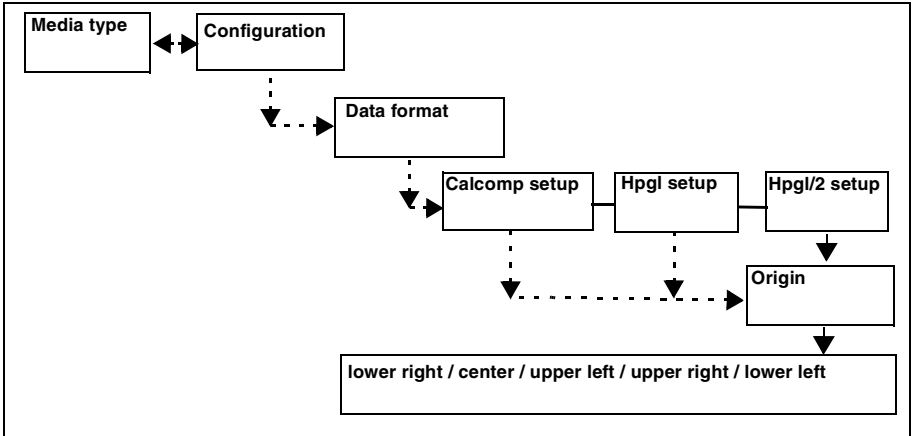 Media type
Configuration
Data format
Calcomp setup
Hpgl setup
Hpgl/2 setup
Origin
lower right / center / upper left / upper right / lower left